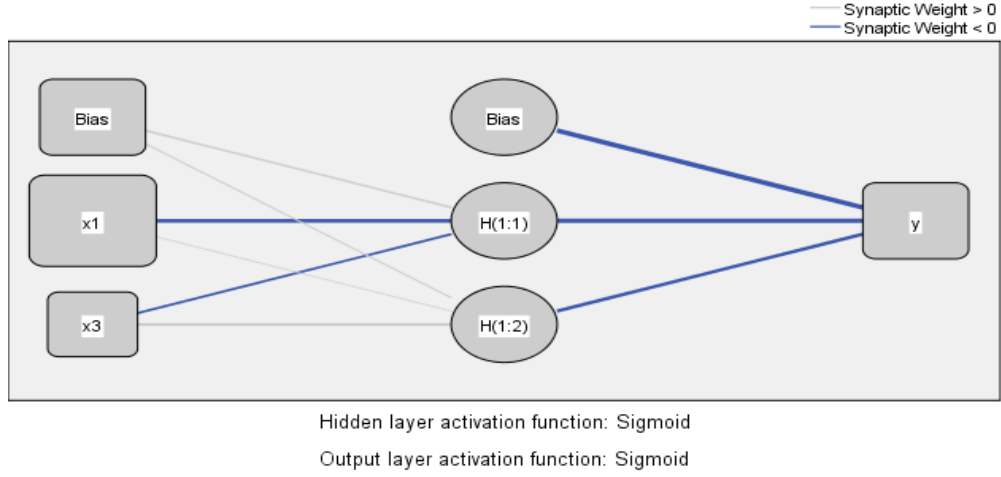 Synaptic Weight > 0
Synaptic Weight < 0
Bias
Bias
x1
H(1:1)
y
x3
H(1:2)
Hidden layer activation function: Sigmoid
Output layer activation function: Sigmoid